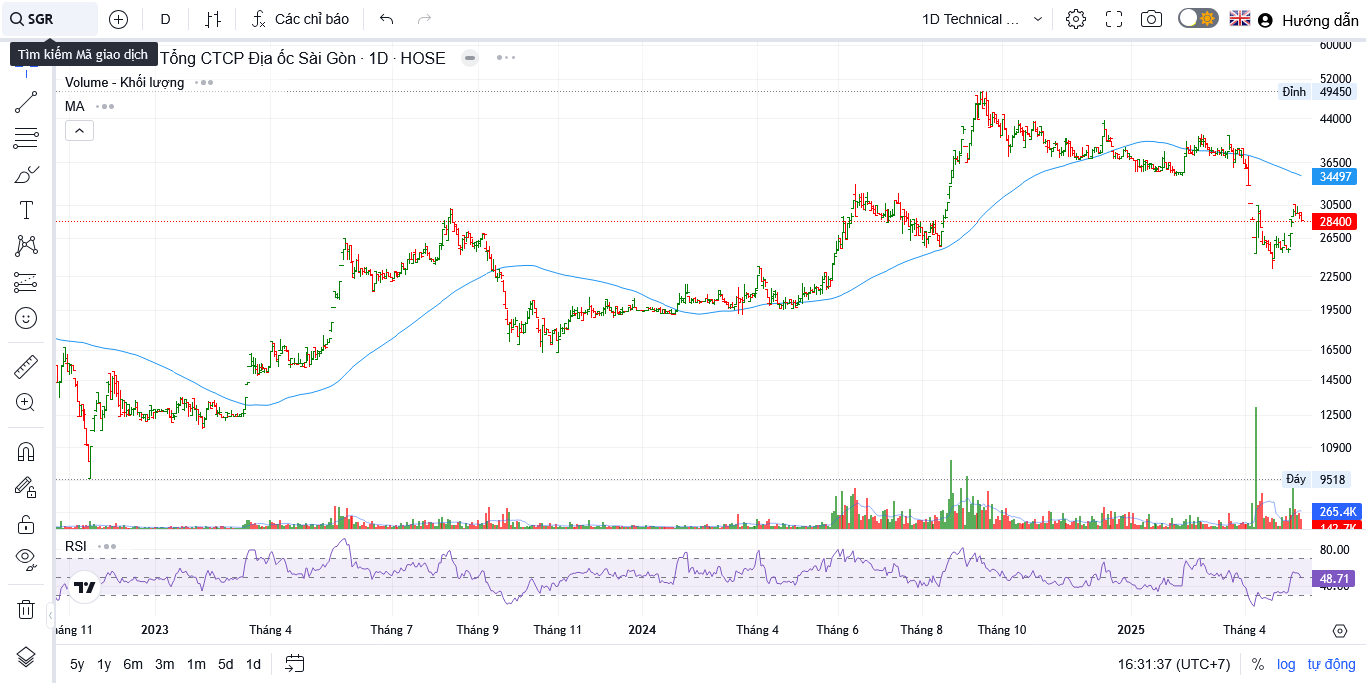 SGR
D
Các chỉ báo
1D Technical ...
Hướng dẫn
Tìm kiếm Mã giao dịch
Tổng CTCP Địa ốc Sài Gòn · 1D · HOSE
Volume - Khối lượng
MA
60000
52000
Đỉnh 49450
44000
36500
34497
30500
28400
26500
22500
19500
16500
14500
12500
10900
Đáy 9518
265.4K
142.7K
RSI
80.00
48.71
40.00
háng 11 2023 Tháng 4 Tháng 7 Tháng 9 Tháng 11 2024 Tháng 4 Tháng 6 Tháng 8 Tháng 10 2025 Tháng 4
5y 1y 6m 3m 1m 5d 1d
16:31:37 (UTC+7) % log tự động